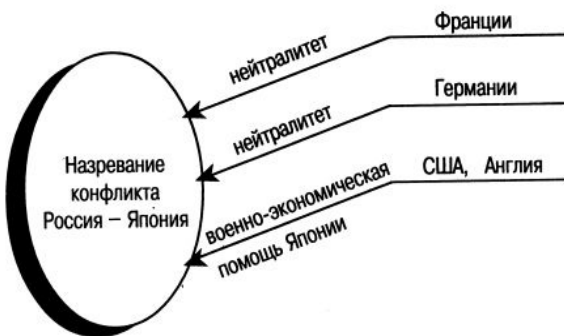 Франции
нейтралитет
Германии
нейтралитет
США, Англия
военно-экономическая
помощь Японии
Назревание
конфликта
Россия – Япония